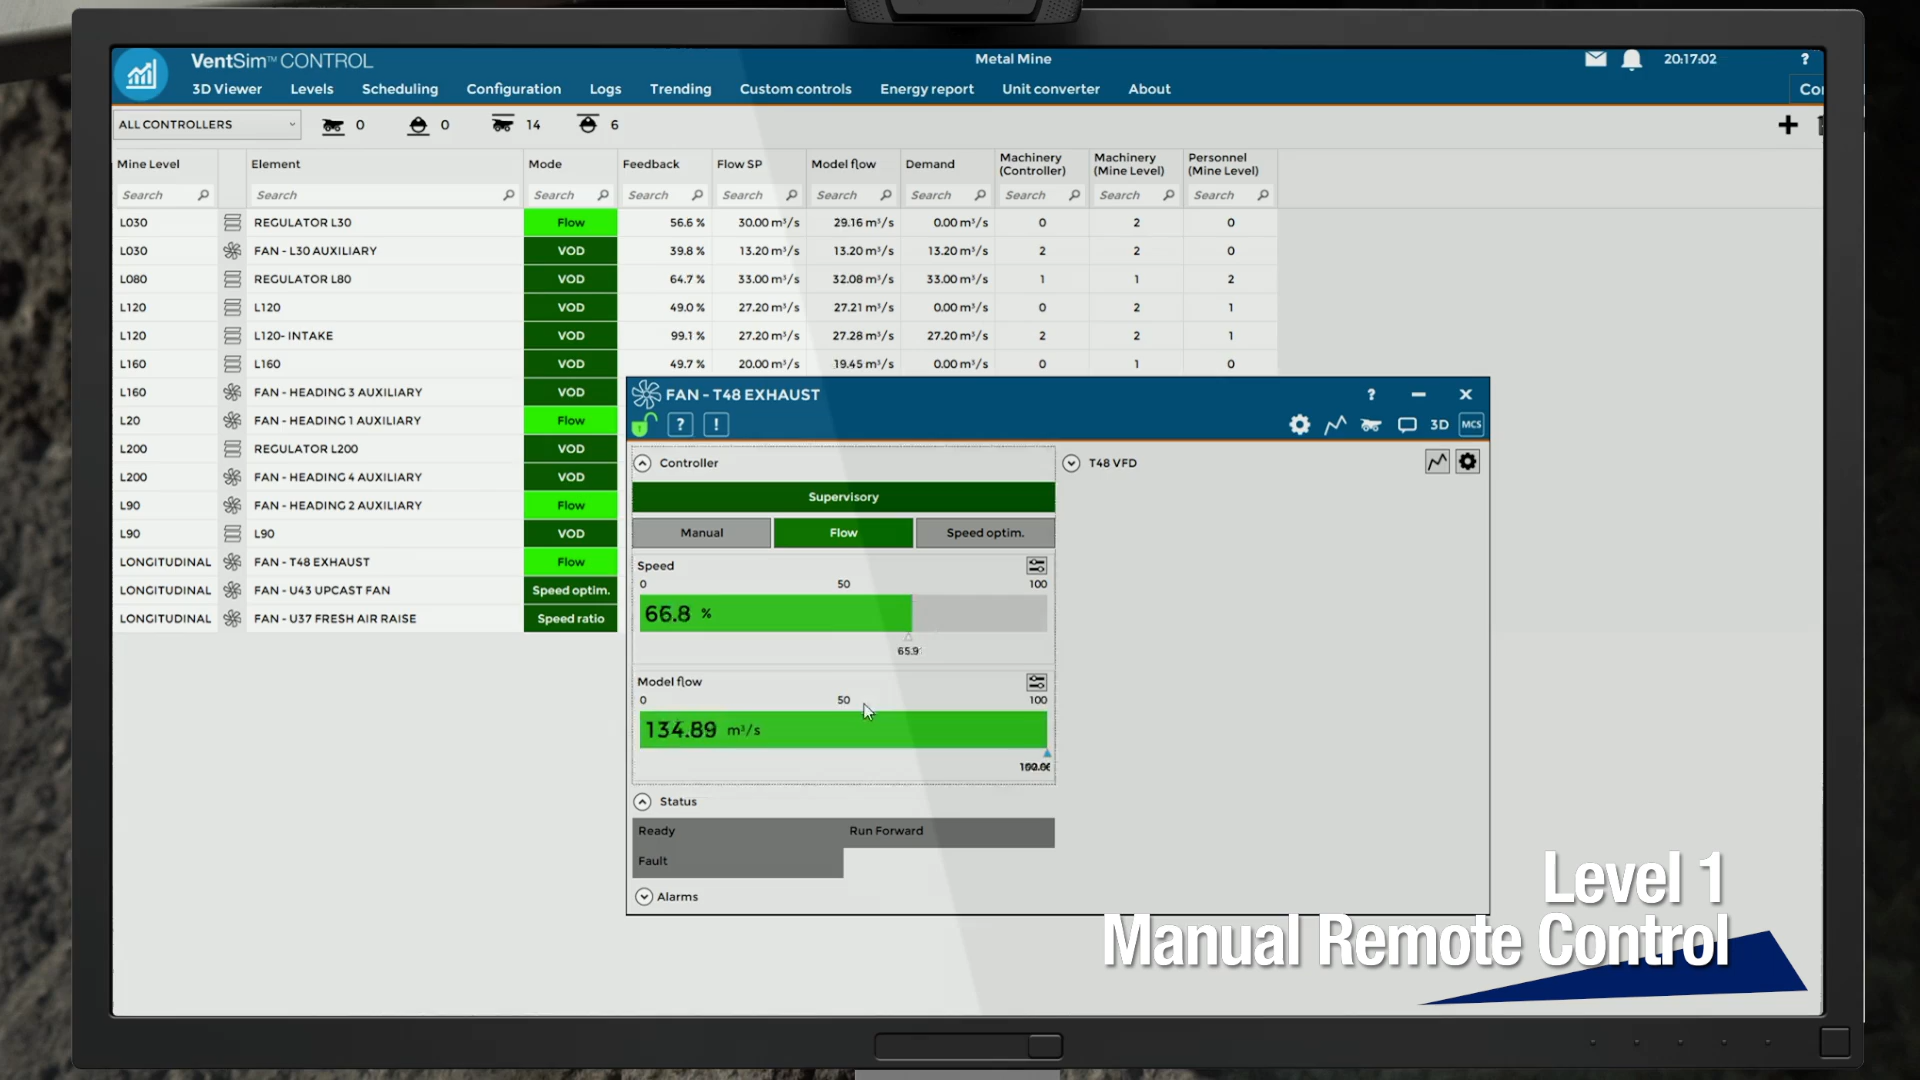 VentSim™ CONTROL
Metal Mine
20:17:02
?
3D Viewer Levels Scheduling Configuration Logs Trending Custom controls Energy report Unit converter About
ALL CONTROLLERS 0 0 14 6
Mine Level Element Mode Feedback Flow SP Model flow Demand Machinery (Controller) Machinery (Mine Level) Personnel (Mine Level)
Search Search Search Search Search Search Search Search Search Search
L030 REGULATOR L30 Flow 56.6 % 30.00 m³/s 29.16 m³/s 0.00 m³/s 0 2 0
L030 FAN - L30 AUXILIARY VOD 39.8 % 13.20 m³/s 13.20 m³/s 13.20 m³/s 2 2 0
L080 REGULATOR L80 VOD 64.7 % 33.00 m³/s 32.08 m³/s 33.00 m³/s 1 1 2
L120 L120 VOD 49.0 % 27.20 m³/s 27.21 m³/s 0.00 m³/s 0 2 1
L120 L120- INTAKE VOD 99.1 % 27.20 m³/s 27.28 m³/s 27.20 m³/s 2 2 1
L160 L160 VOD 49.7 % 20.00 m³/s 19.45 m³/s 0.00 m³/s 0 1 0
L160 FAN - HEADING 3 AUXILIARY VOD
L20 FAN - HEADING 1 AUXILIARY Flow
L200 REGULATOR L200 VOD
L200 FAN - HEADING 4 AUXILIARY VOD
L90 FAN - HEADING 2 AUXILIARY Flow
L90 L90 VOD
LONGITUDINAL FAN - T48 EXHAUST Flow
LONGITUDINAL FAN - U43 UPCAST FAN Speed optim.
LONGITUDINAL FAN - U37 FRESH AIR RAISE Speed ratio
FAN - T48 EXHAUST ?
? ! 3D MCS
Controller T48 VFD
Supervisory
Manual Flow Speed optim.
Speed
0 50 100
66.8 %
65.9
Model flow
0 50 100
134.89 m³/s
Status
Ready Run Forward
Fault
Alarms
Level 1
Manual Remote Control